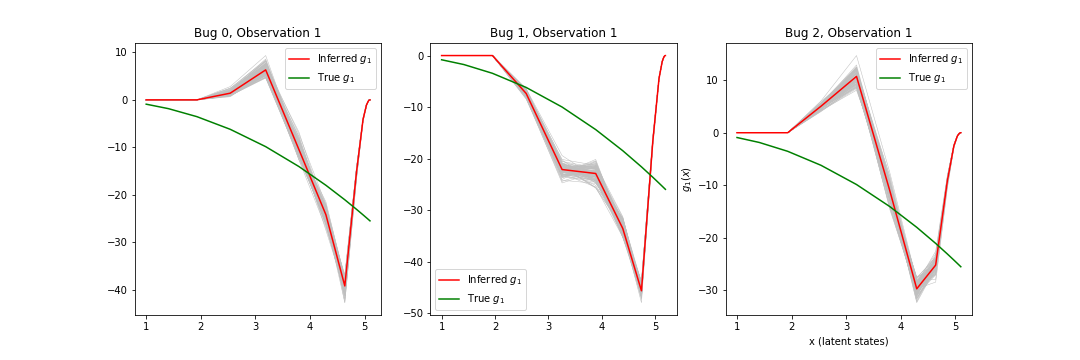 Bug 0, Observation 1
10
0
−10
−20
−30
−40
1 2 3 4 5
Inferred g₁
True g₁
Bug 1, Observation 1
0
−10
−20
−30
−40
−50
1 2 3 4 5
Inferred g₁
True g₁
Bug 2, Observation 1
g₁(x)
10
0
−10
−20
−30
1 2 3 4 5
x (latent states)
Inferred g₁
True g₁